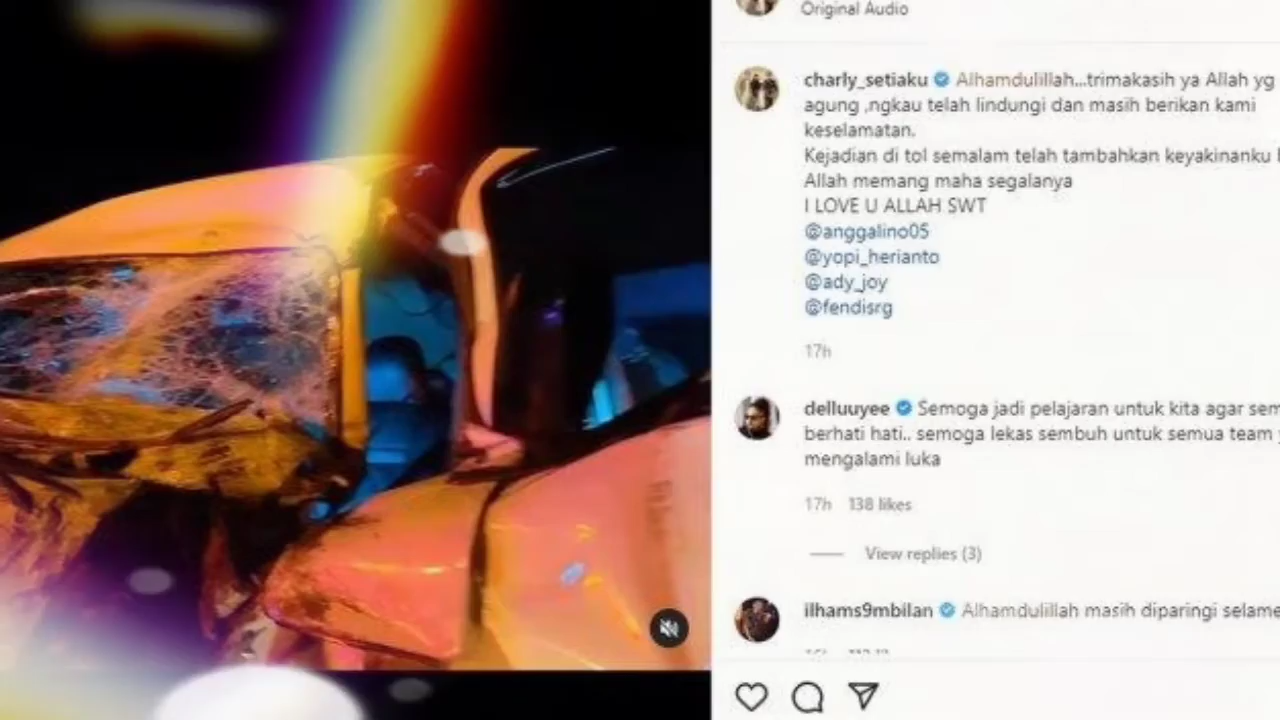 Original Audio
charly_setiaku Alhamdulillah...trimakasih ya Allah yg
agung ,ngkau telah lindungi dan masih berikan kami
keselamatan.
Kejadian di tol semalam telah tambahkan keyakinanku
Allah memang maha segalanya
I LOVE U ALLAH SWT
@anggalino05
@yopi_herianto
@ady_joy
@fendisrg
17h
delluuyee Semoga jadi pelajaran untuk kita agar
berhati hati.. semoga lekas sembuh untuk semua team
mengalami luka
17h 138 likes
View replies (3)
ilhams9mbilan Alhamdulillah masih diparingi